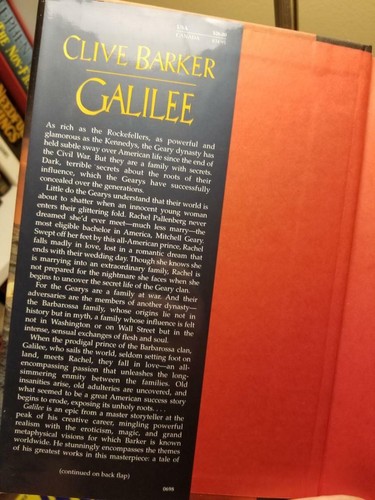 CLIVE BARKER
GALILEE
As rich as the Rockefellers, as powerful and
glamorous as the Kennedys, the Geary dynasty has
held subtle sway over American life since the end of
the Civil War. But they are a family with secrets.
Dark, terrible secrets about the roots of their
influence, which the Gearys have successfully
concealed over the generations.
Little do the Gearys understand that their world is
about to shatter when an innocent young woman
enters their glittering fold. Rachel Pallenberg never
dreamed she'd ever meet—much less marry—the
most eligible bachelor in America, Mitchell Geary.
Swept off her feet by this all-American prince, Rachel
falls madly in love, lost in a romantic dream that
ends with their wedding day. Though she knows she
is marrying into an extraordinary family, Rachel is
not prepared for the nightmare she faces when she
begins to uncover the secret life of the Geary clan.
For the Gearys are a family at war. And their
adversaries are the members of another dynasty—
the Barbarossa family, whose origins lie not in
history but in myth, a family whose influence is felt
not in Washington or on Wall Street but in the
intense, sensual exchanges of flesh and soul.
When the prodigal prince of the Barbarossa clan,
Galilee, who sails the world, seldom setting foot on
land, meets Rachel, they fall in love—an all-
encompassing passion that unleashes the long-
simmering enmity between the families. Old
insanities arise, old adulteries are uncovered, and
what seemed to be a great American success story
begins to erode, exposing its unholy roots. . . .
Galilee is an epic from a master storyteller at the
peak of his creative career, mingling powerful
realism with the eroticism, magic, and grand
metaphysical visions for which Barker is known
worldwide. He stunningly encompasses the themes
of his greatest works in this masterpiece: a tale of
(continued on back flap)
0698